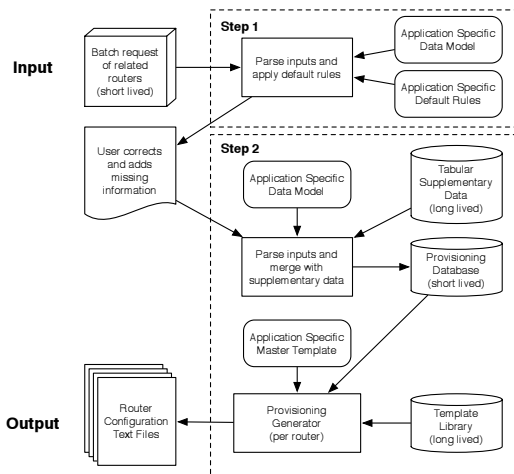 Step 1
Input
Batch request
of related
routers
(short lived)
Parse inputs and
apply default rules
Application Specific
Data Model
Application Specific
Default Rules
User corrects
and adds
missing
information
Step 2
Application Specific
Data Model
Tabular
Supplementary
Data
(long lived)
Parse inputs and
merge with
supplementary data
Provisioning
Database
(short lived)
Application Specific
Master Template
Output
Router
Configuration
Text Files
Provisioning
Generator
(per router)
Template
Library
(long lived)